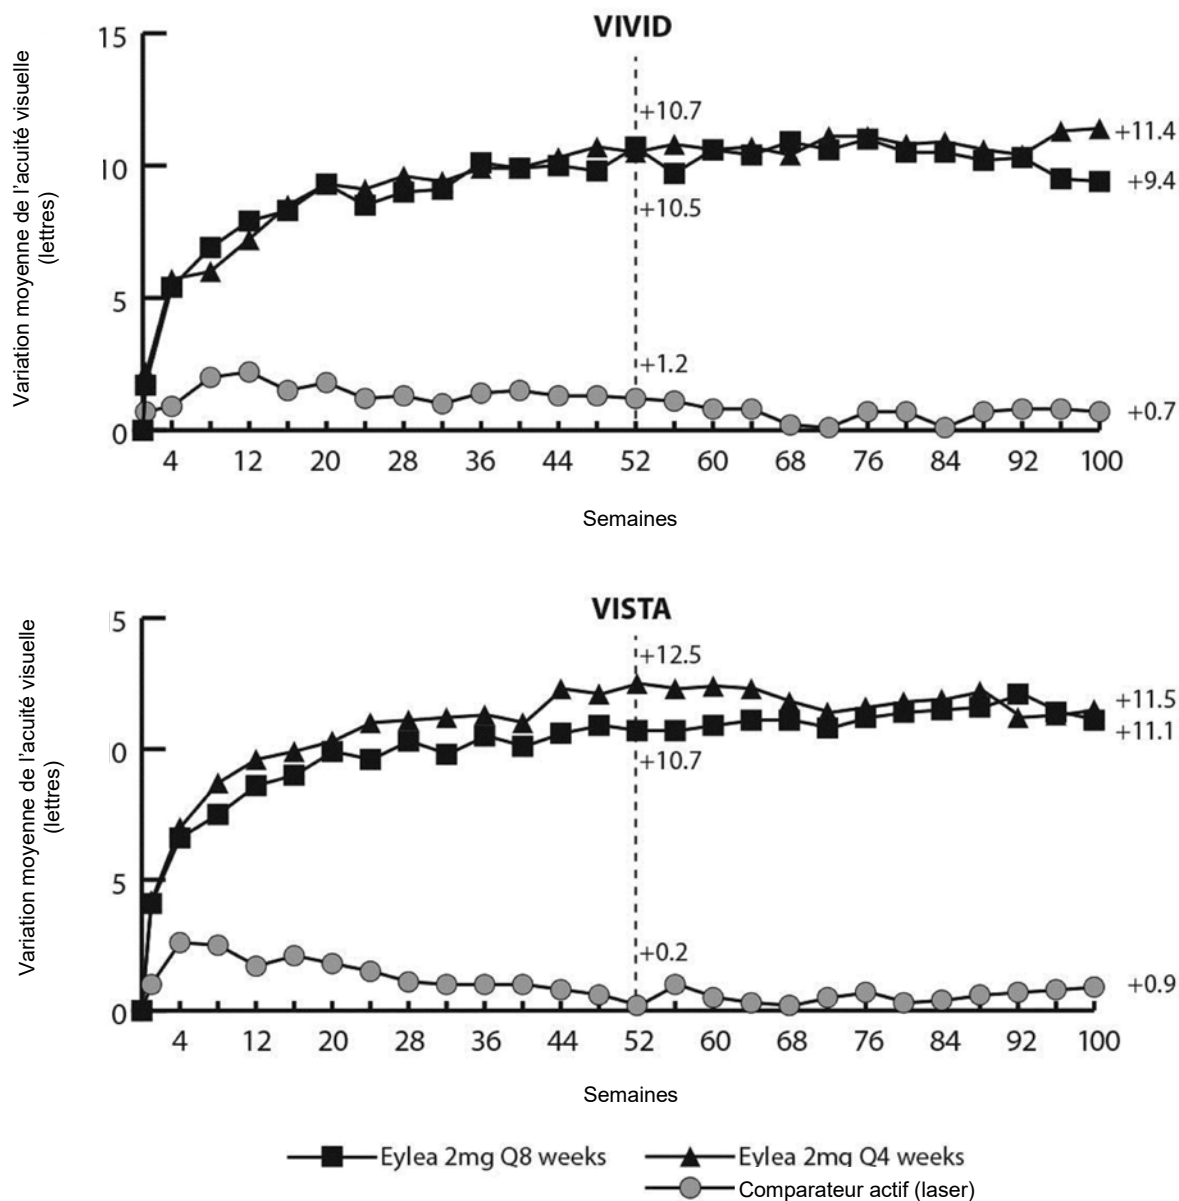 VIVID
Variation moyenne de l'acuité visuelle
(lettres)
15
10
5
0
+10.7
+10.5
+1.2
+11.4
+9.4
+0.7
4 12 20 28 36 44 52 60 68 76 84 92 100
Semaines
VISTA
Variation moyenne de l'acuité visuelle
(lettres)
5
0
5
0
+12.5
+10.7
+0.2
+11.5
+11.1
+0.9
4 12 20 28 36 44 52 60 68 76 84 92 100
Semaines
Eylea 2mg Q8 weeks Eylea 2mg Q4 weeks
Comparateur actif (laser)